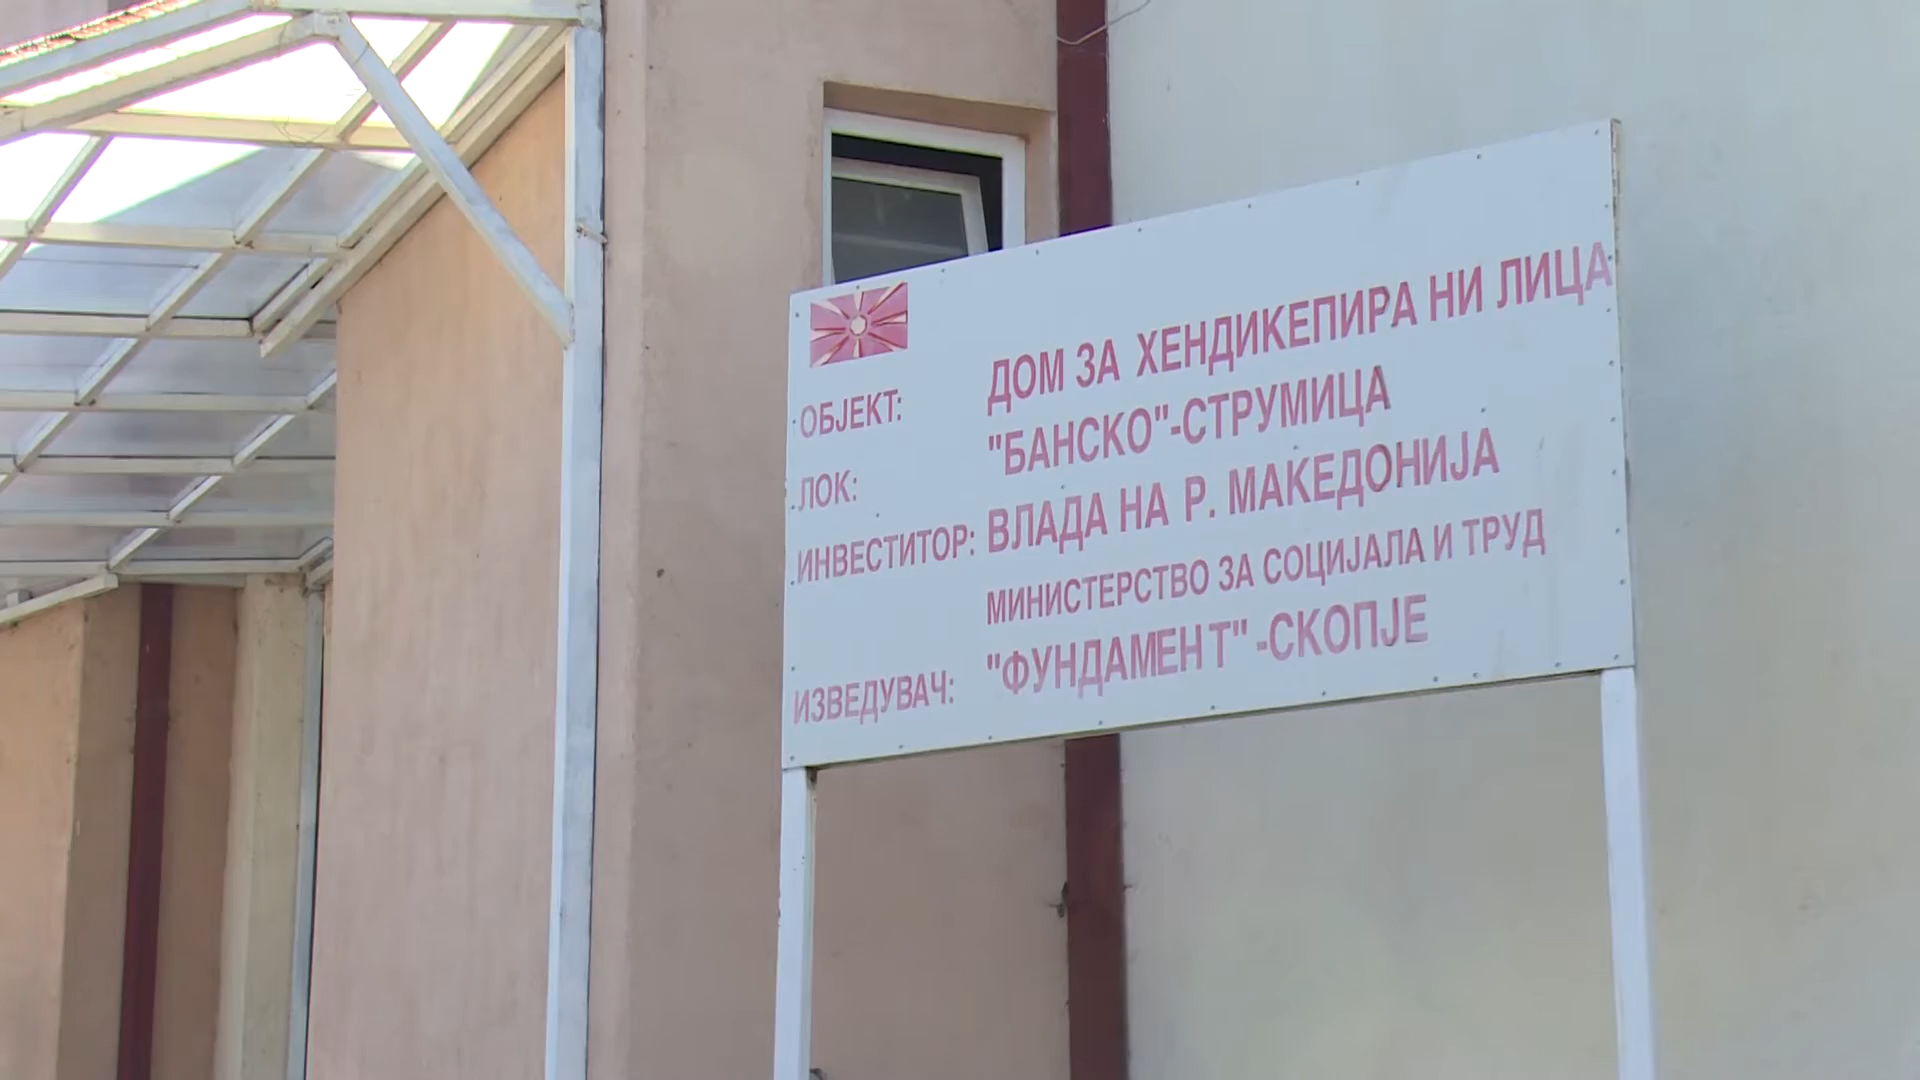 ОБЈЕКТ: ДОМ ЗА ХЕНДИКЕПИРА НИ ЛИЦА
ЛОК: "БАНСКО"-СТРУМИЦА
ИНВЕСТИТОР: ВЛАДА НА Р. МАКЕДОНИЈА
МИНИСТЕРСТВО ЗА СОЦИЈАЛА И ТРУД
ИЗВЕДУВАЧ: "ФУНДАМЕНТ"-СКОПЈЕ